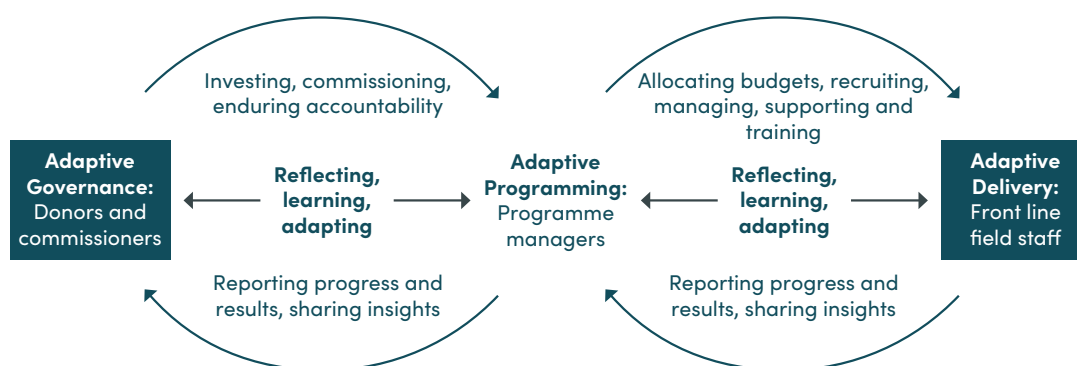 Investing, commissioning,
enduring accountability
Allocating budgets, recruiting,
managing, supporting and
training
Adaptive
Governance:
Donors and
commissioners
Reflecting,
learning,
adapting
Adaptive
Programming:
Programme
managers
Reflecting,
learning,
adapting
Adaptive
Delivery:
Front line
field staff
Reporting progress and
results, sharing insights
Reporting progress and
results, sharing insights